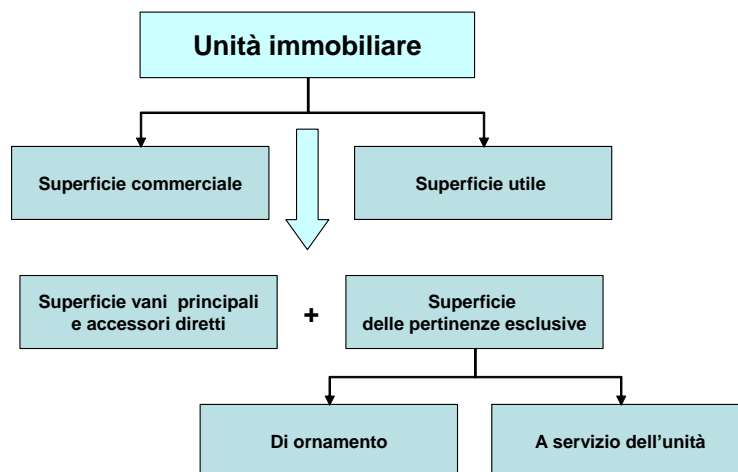 Unità immobiliare
Superficie commerciale
Superficie utile
Superficie vani principali
e accessori diretti
+
Superficie
delle pertinenze esclusive
Di ornamento
A servizio dell’unità